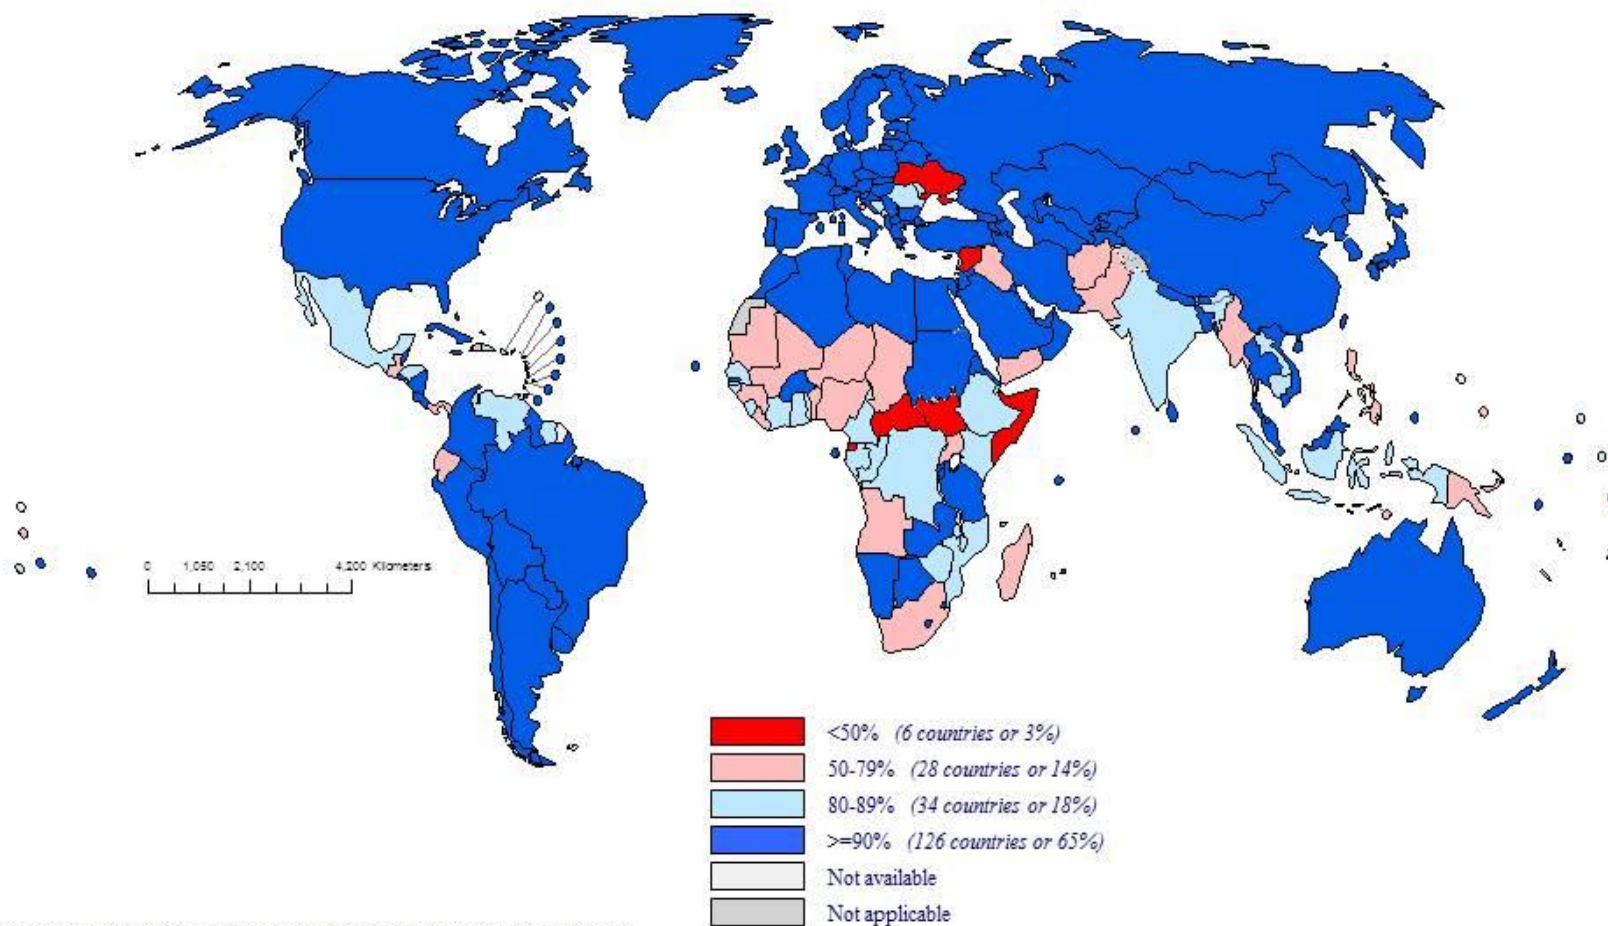 0 1,050 2,100 4,200 Kilometers
<50% (6 countries or 3%)
50-79% (28 countries or 14%)
80-89% (34 countries or 18%)
>=90% (126 countries or 65%)
Not available
Not applicable